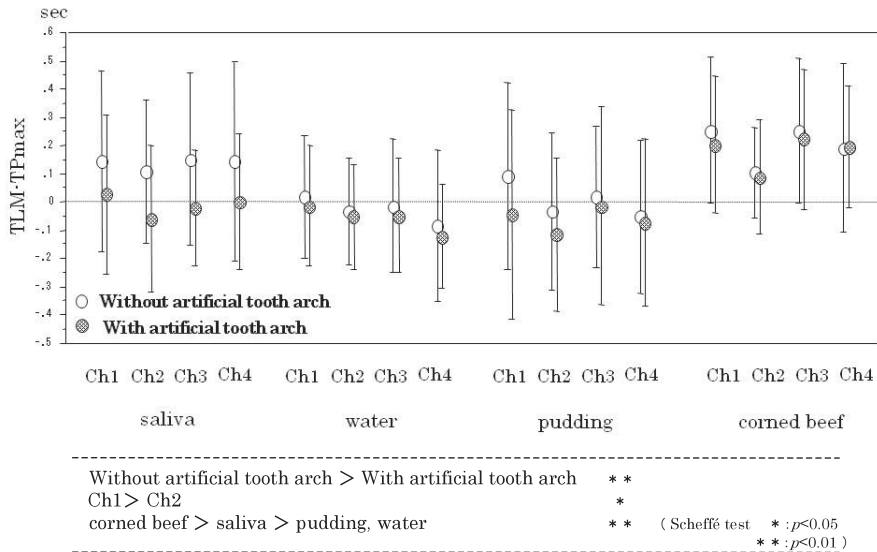 sec
.6
.5
.4
.3
.2
.1
0
-.1
-.2
-.3
-.4
-.5
TLM-TPmax
Without artificial tooth arch
With artificial tooth arch
Ch1 Ch2 Ch3 Ch4 Ch1 Ch2 Ch3 Ch4 Ch1 Ch2 Ch3 Ch4 Ch1 Ch2 Ch3 Ch4
saliva water pudding corned beef
Without artificial tooth arch > With artificial tooth arch **
Ch1> Ch2 *
corned beef > saliva > pudding, water ** ( Scheffé test *:p<0.05
**:p<0.01 )